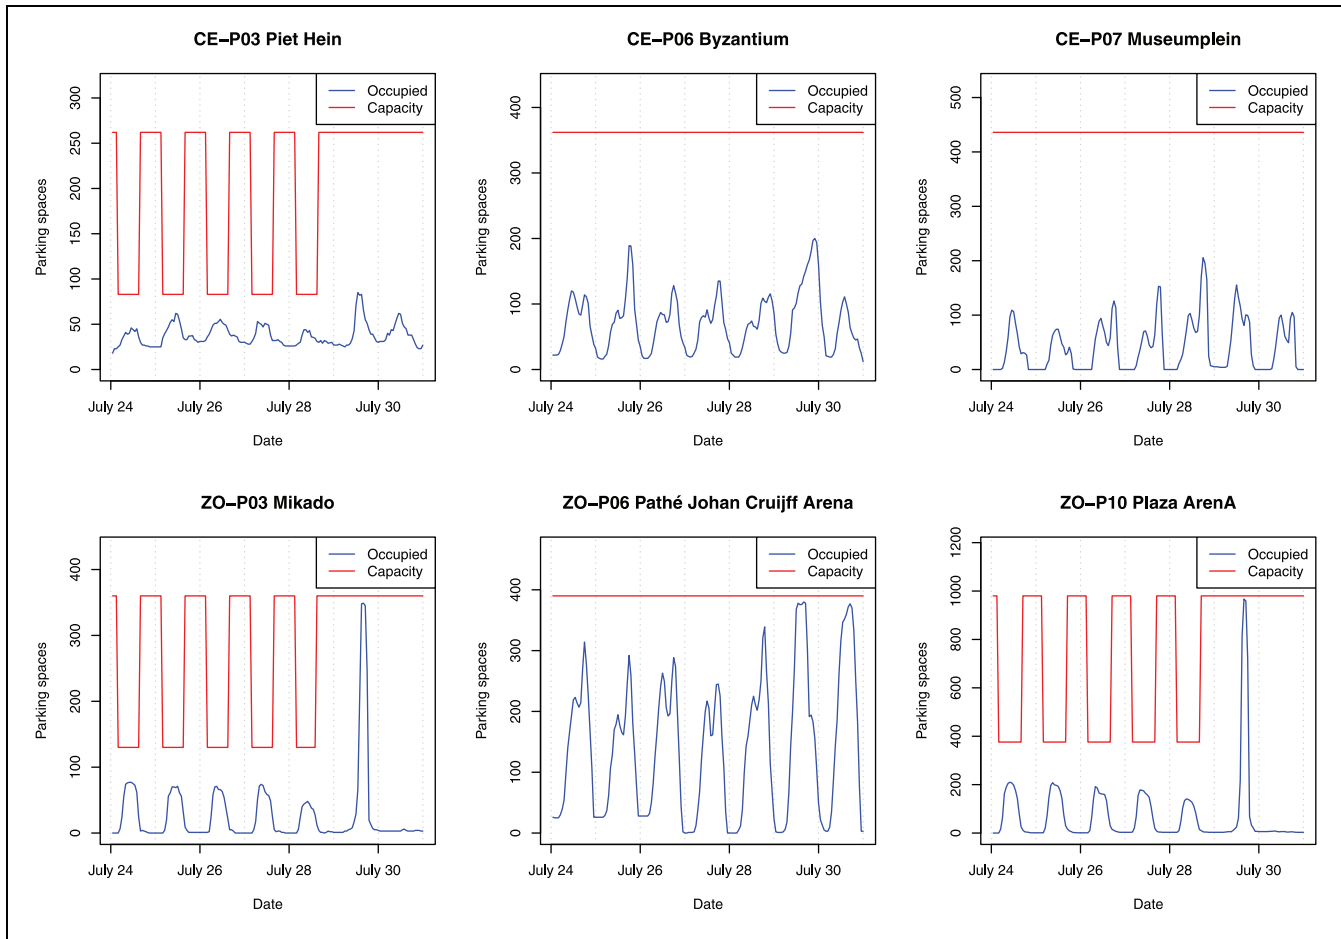 CE–P03 Piet Hein
Occupied
Capacity
300
250
200
150
100
50
0
Parking spaces
July 24
July 26
July 28
July 30
Date
CE–P06 Byzantium
Occupied
Capacity
400
300
200
100
0
Parking spaces
July 24
July 26
July 28
July 30
Date
CE–P07 Museumplein
Occupied
Capacity
500
400
300
200
100
0
Parking spaces
July 24
July 26
July 28
July 30
Date
ZO–P03 Mikado
Occupied
Capacity
400
300
200
100
0
Parking spaces
July 24
July 26
July 28
July 30
Date
ZO–P06 Pathé Johan Cruijff Arena
Occupied
Capacity
400
300
200
100
0
Parking spaces
July 24
July 26
July 28
July 30
Date
ZO–P10 Plaza ArenA
Occupied
Capacity
1200
1000
800
600
400
200
0
Parking spaces
July 24
July 26
July 28
July 30
Date